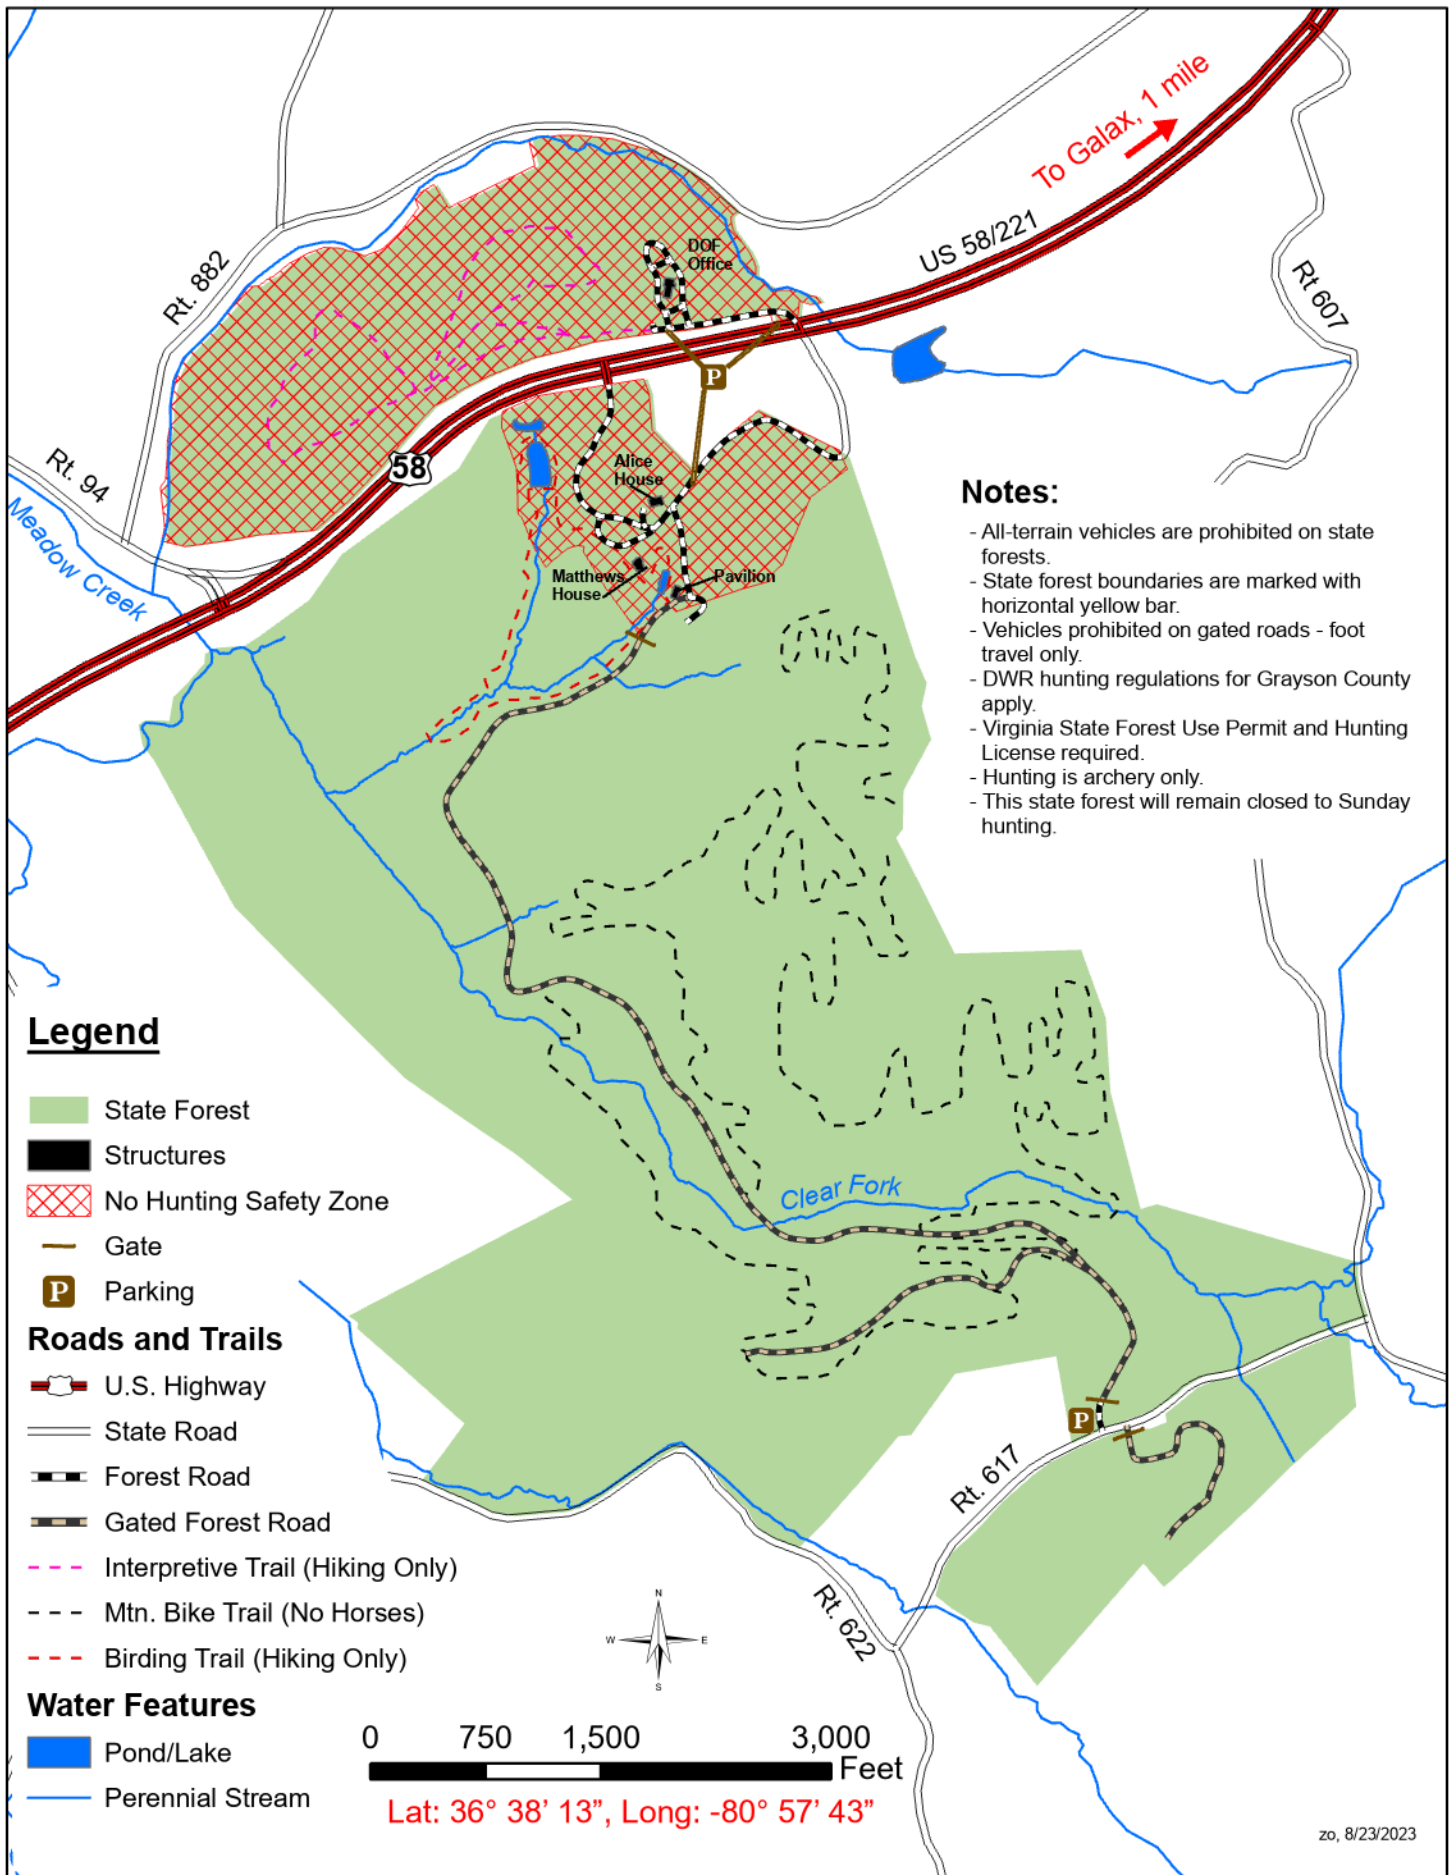 To Galax, 1 mile
US 58/221
Rt. 882
Rt 607
DOF
Office
P
58
Rt. 94
Meadow Creek
Alice
House
Matthews
House
Pavilion
Notes:
- All-terrain vehicles are prohibited on state
forests.
- State forest boundaries are marked with
horizontal yellow bar.
- Vehicles prohibited on gated roads - foot
travel only.
- DWR hunting regulations for Grayson County
apply.
- Virginia State Forest Use Permit and Hunting
License required.
- Hunting is archery only.
- This state forest will remain closed to Sunday
hunting.
Clear Fork
P
Rt. 617
Rt. 622
Legend
State Forest
Structures
No Hunting Safety Zone
Gate
P Parking
Roads and Trails
U.S. Highway
State Road
Forest Road
Gated Forest Road
Interpretive Trail (Hiking Only)
Mtn. Bike Trail (No Horses)
Birding Trail (Hiking Only)
Water Features
Pond/Lake
Perennial Stream
N
W E
S
0 750 1,500 3,000
Feet
Lat: 36° 38’ 13”, Long: -80° 57’ 43”
zo, 8/23/2023